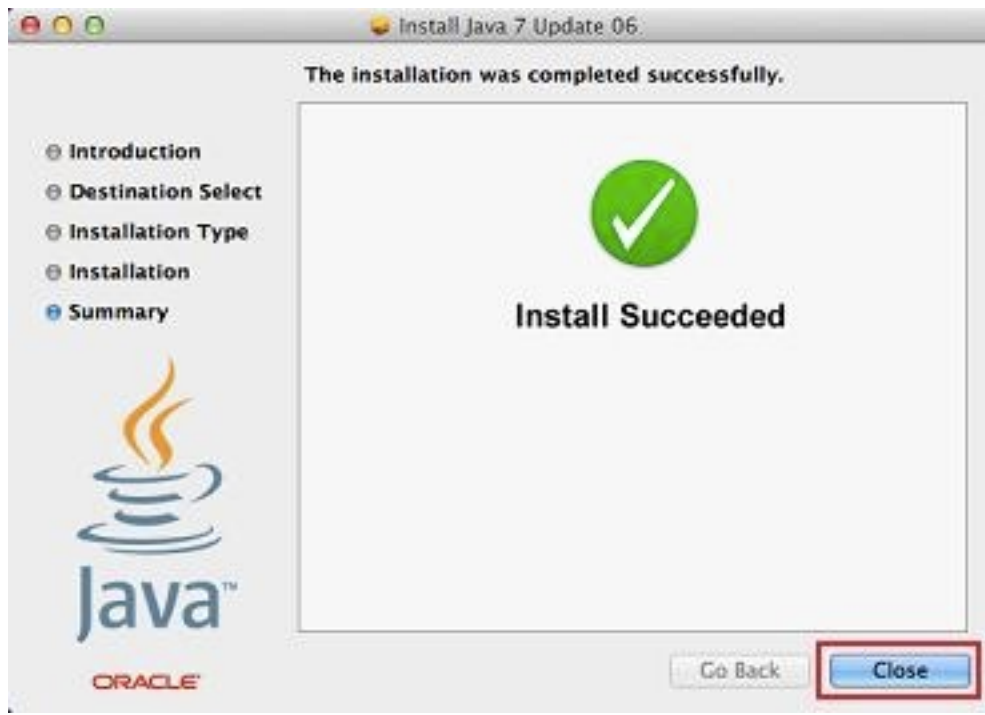 Install Java 7 Update 06
The installation was completed successfully.
Introduction
Destination Select
Installation Type
Installation
Summary
Install Succeeded
Java™
ORACLE®
Go Back
Close